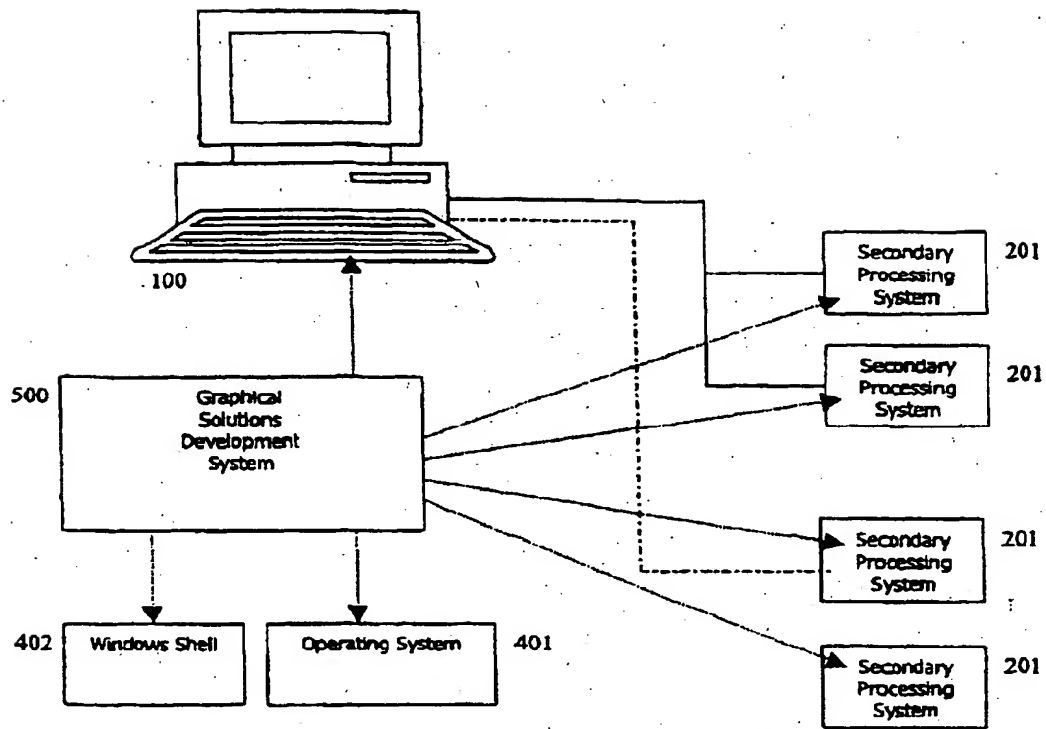 100
Secondary
Processing
System
201
Secondary
Processing
System
201
500
Graphical
Solutions
Development
System
Secondary
Processing
System
201
402
Windows Shell
Operating System
401
Secondary
Processing
System
201